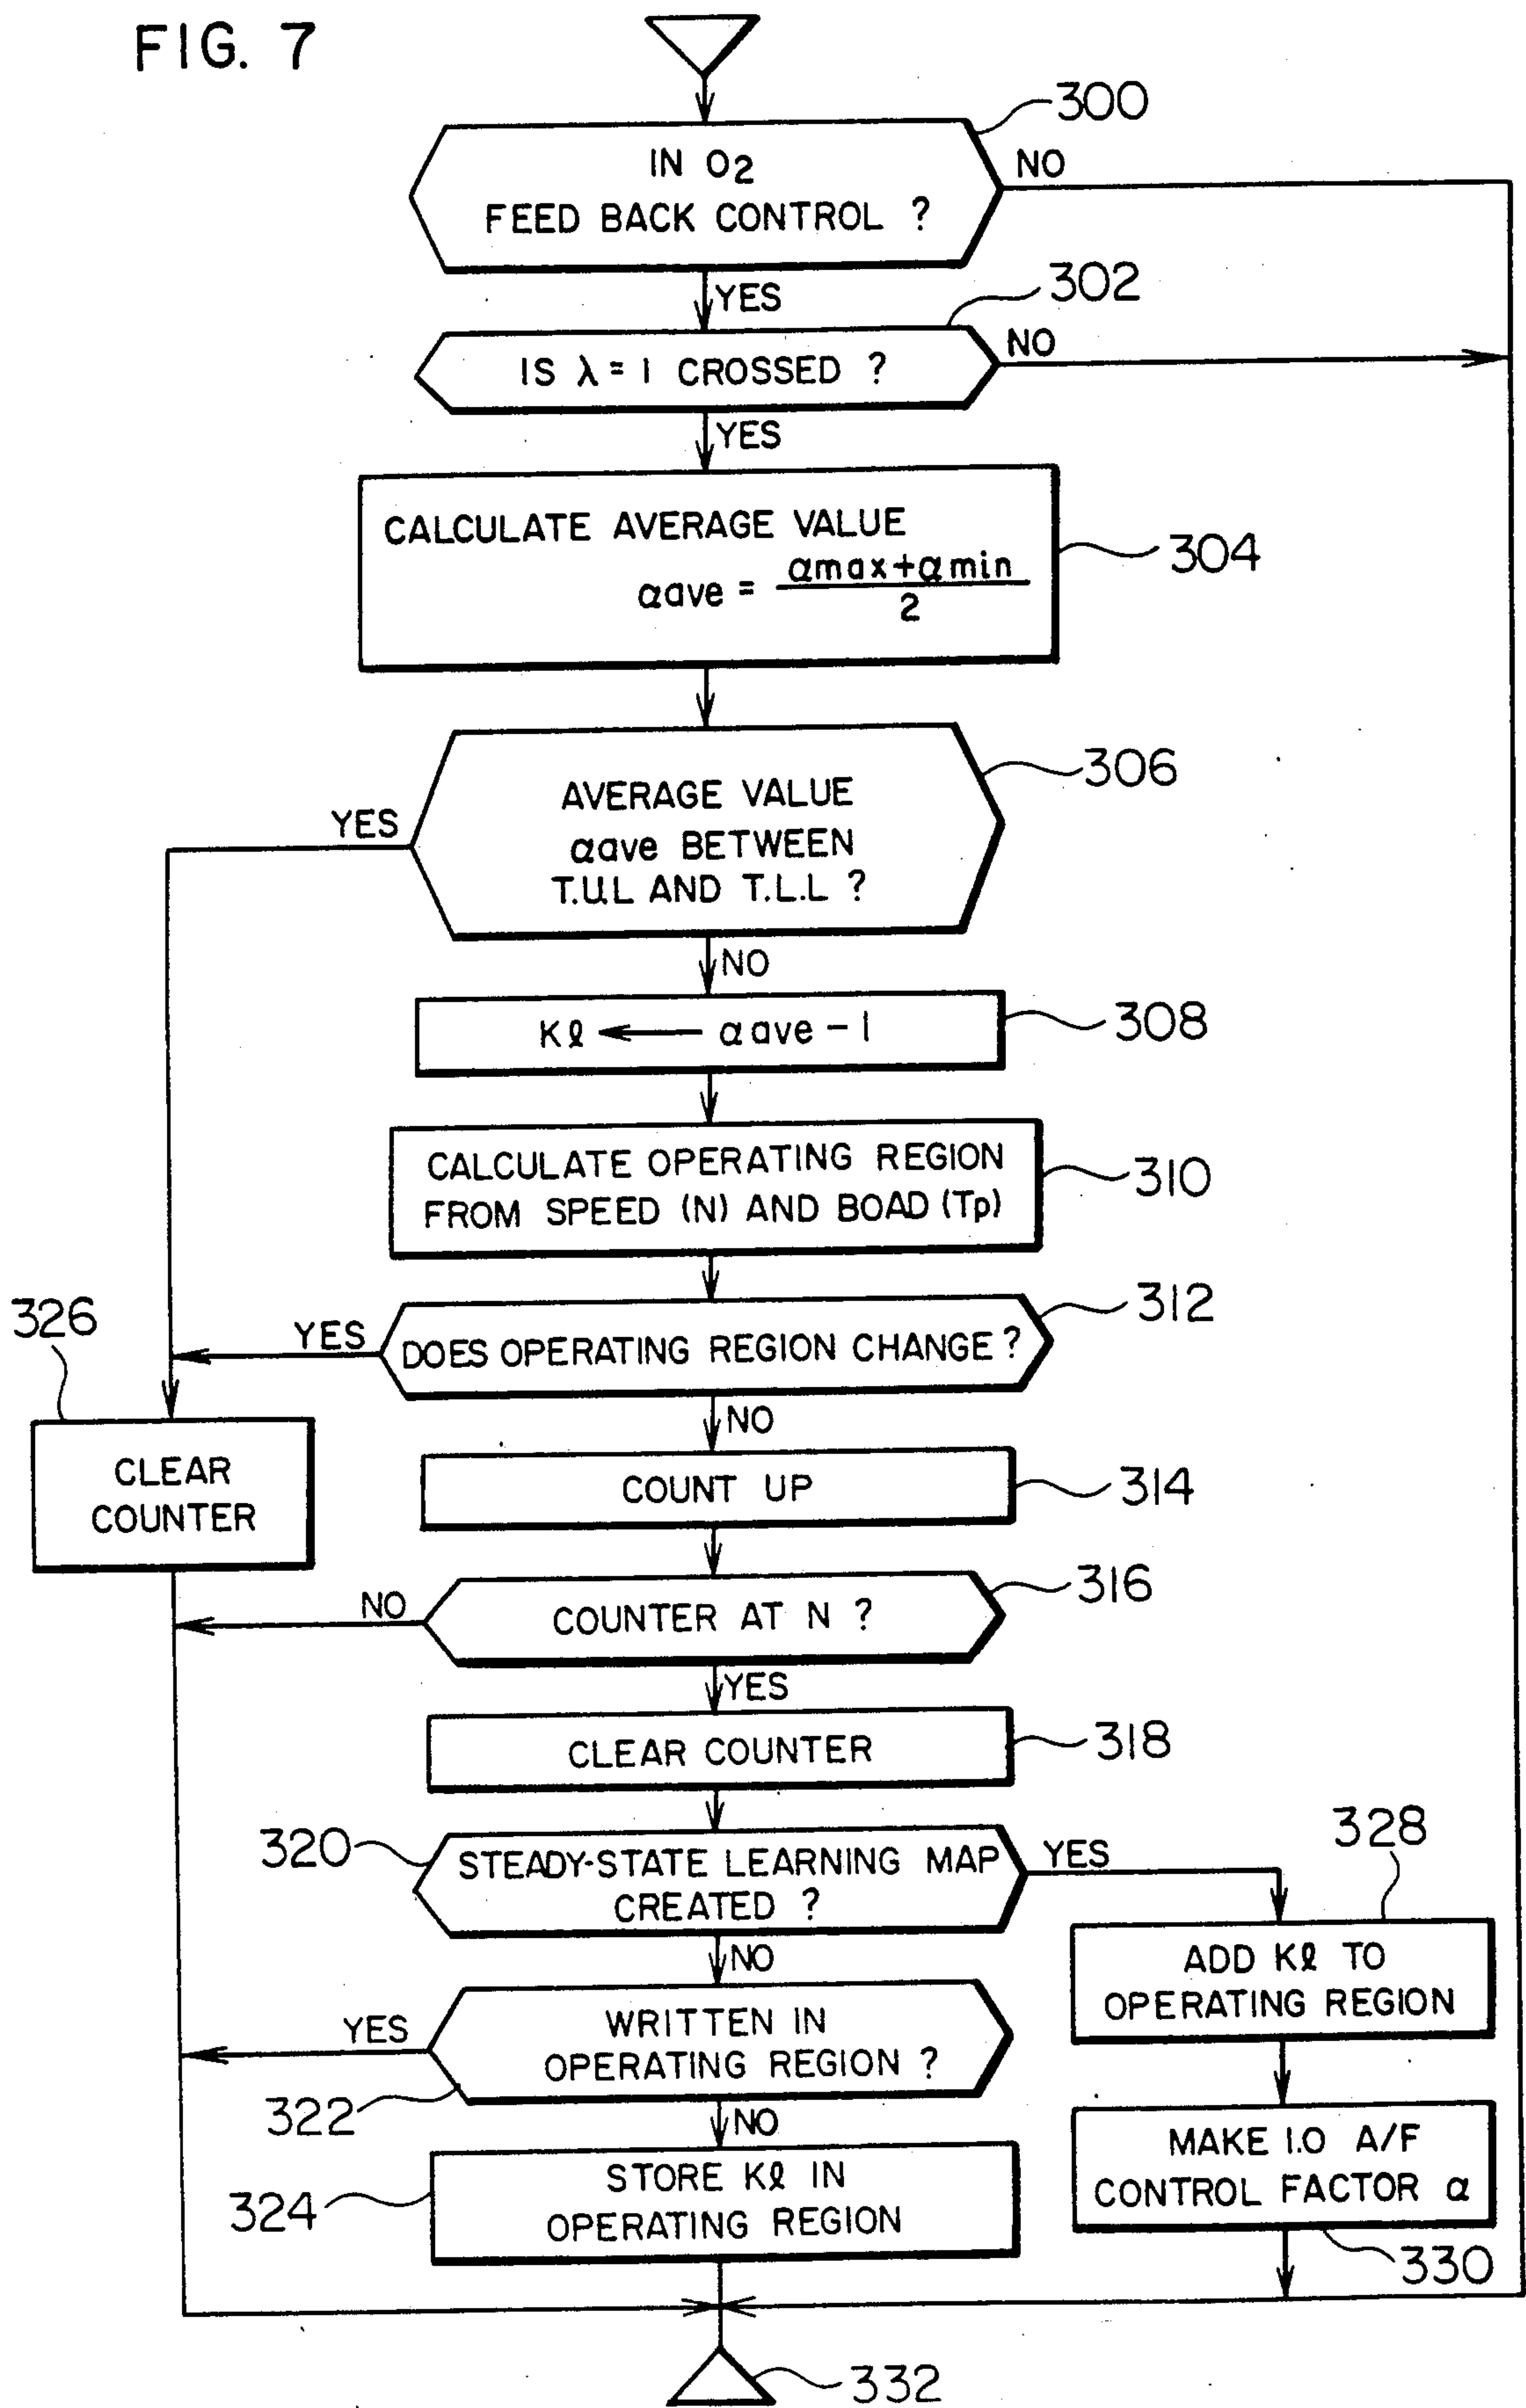 FIG. 7
300
IN O2
FEED BACK CONTROL ?
NO
YES
302
IS λ = 1 CROSSED ?
NO
YES
CALCULATE AVERAGE VALUE
αave = αmax+αmin / 2
304
306
AVERAGE VALUE
αave BETWEEN
T.U.L AND T.L.L ?
YES
NO
Kℓ ← αave - 1
308
CALCULATE OPERATING REGION
FROM SPEED (N) AND BOAD (Tp)
310
312
DOES OPERATING REGION CHANGE ?
YES
326
NO
CLEAR
COUNTER
COUNT UP
314
316
COUNTER AT N ?
NO
YES
CLEAR COUNTER
318
320
STEADY-STATE LEARNING MAP
CREATED ?
YES
328
NO
ADD Kℓ TO
OPERATING REGION
WRITTEN IN
OPERATING REGION ?
YES
322
NO
MAKE 1.0 A/F
CONTROL FACTOR α
330
STORE Kℓ IN
OPERATING REGION
324
332